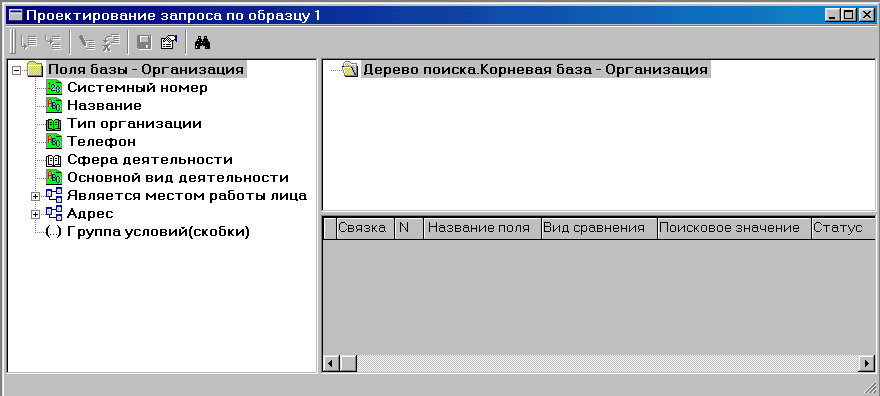 Проектирование запроса по образцу 1
Поля базы - Организация
Системный номер
Название
Тип организации
Телефон
Сфера деятельности
Основной вид деятельности
Является местом работы лица
Адрес
(..) Группа условий(скобки)
Дерево поиска.Корневая база - Организация
Связка N Название поля Вид сравнения Поисковое значение Статус